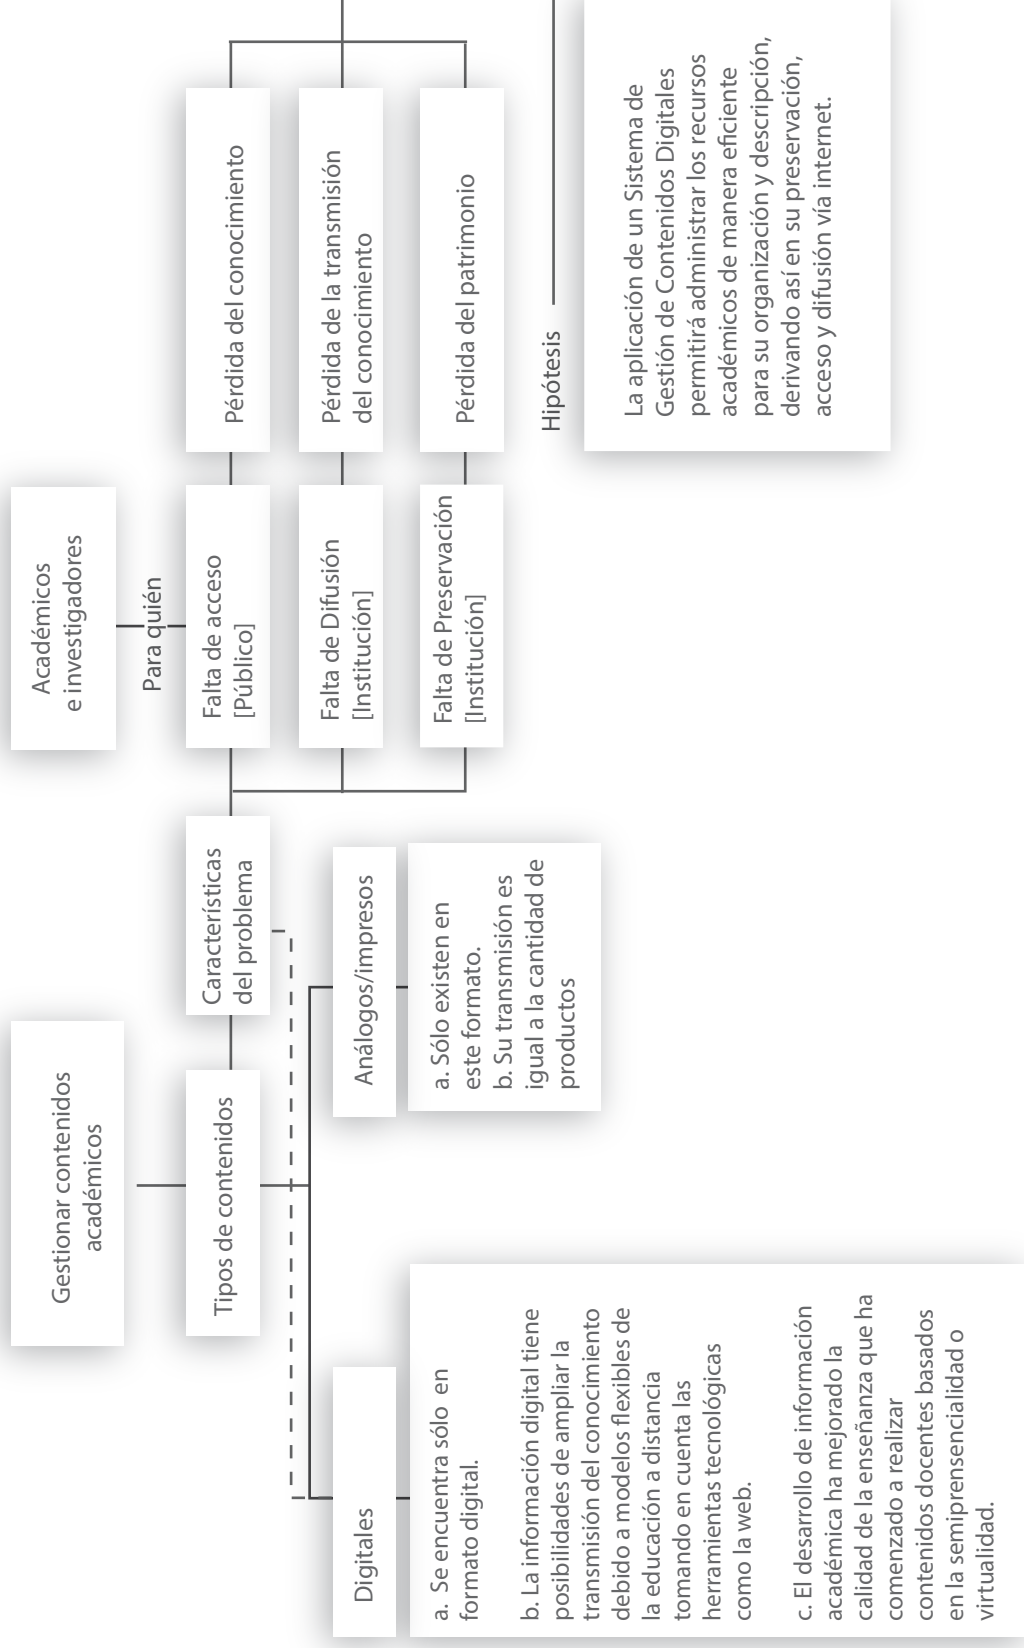 Gestionar contenidos
académicos
Tipos de contenidos
Digitales
a.  Se encuentra sólo  en
formato digital.
b. La información digital tiene
posibilidades de ampliar la
transmisión del conocimiento
debido a modelos flexibles de
la educación a distancia
tomando en cuenta las
herramientas tecnológicas
como la web.
c. El desarrollo de información
académica ha mejorado la
calidad de la enseñanza que ha
comenzado a realizar
contenidos docentes basados
en la semiprensencialidad o
virtualidad.
Análogos/impresos
a. Sólo existen en
este formato.
b. Su transmisión es
igual a la cantidad de
productos
Características
del problema
Académicos
e investigadores
Para quién
Falta de acceso
[Público]
Falta de Difusión
[Institución]
Falta de Preservación
[Institución]
Pérdida del conocimiento
Pérdida de la transmisión
del conocimiento
Pérdida del patrimonio
Hipótesis
La aplicación de un Sistema de
Gestión de Contenidos Digitales
permitirá administrar los recursos
académicos de manera eficiente
para su organización y descripción,
derivando así en su preservación,
acceso y difusión vía internet.